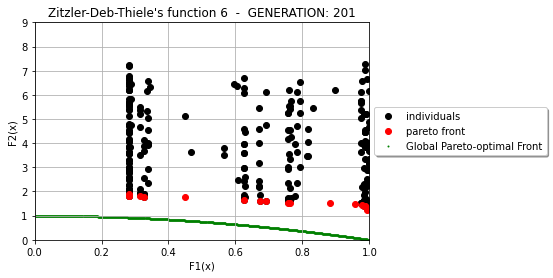 Zitzler-Deb-Thiele's function 6 - GENERATION: 201
9
8
7
6
5
4
3
2
1
0
F2(x)
0.0 0.2 0.4 0.6 0.8 1.0
F1(x)
individuals
pareto front
Global Pareto-optimal Front